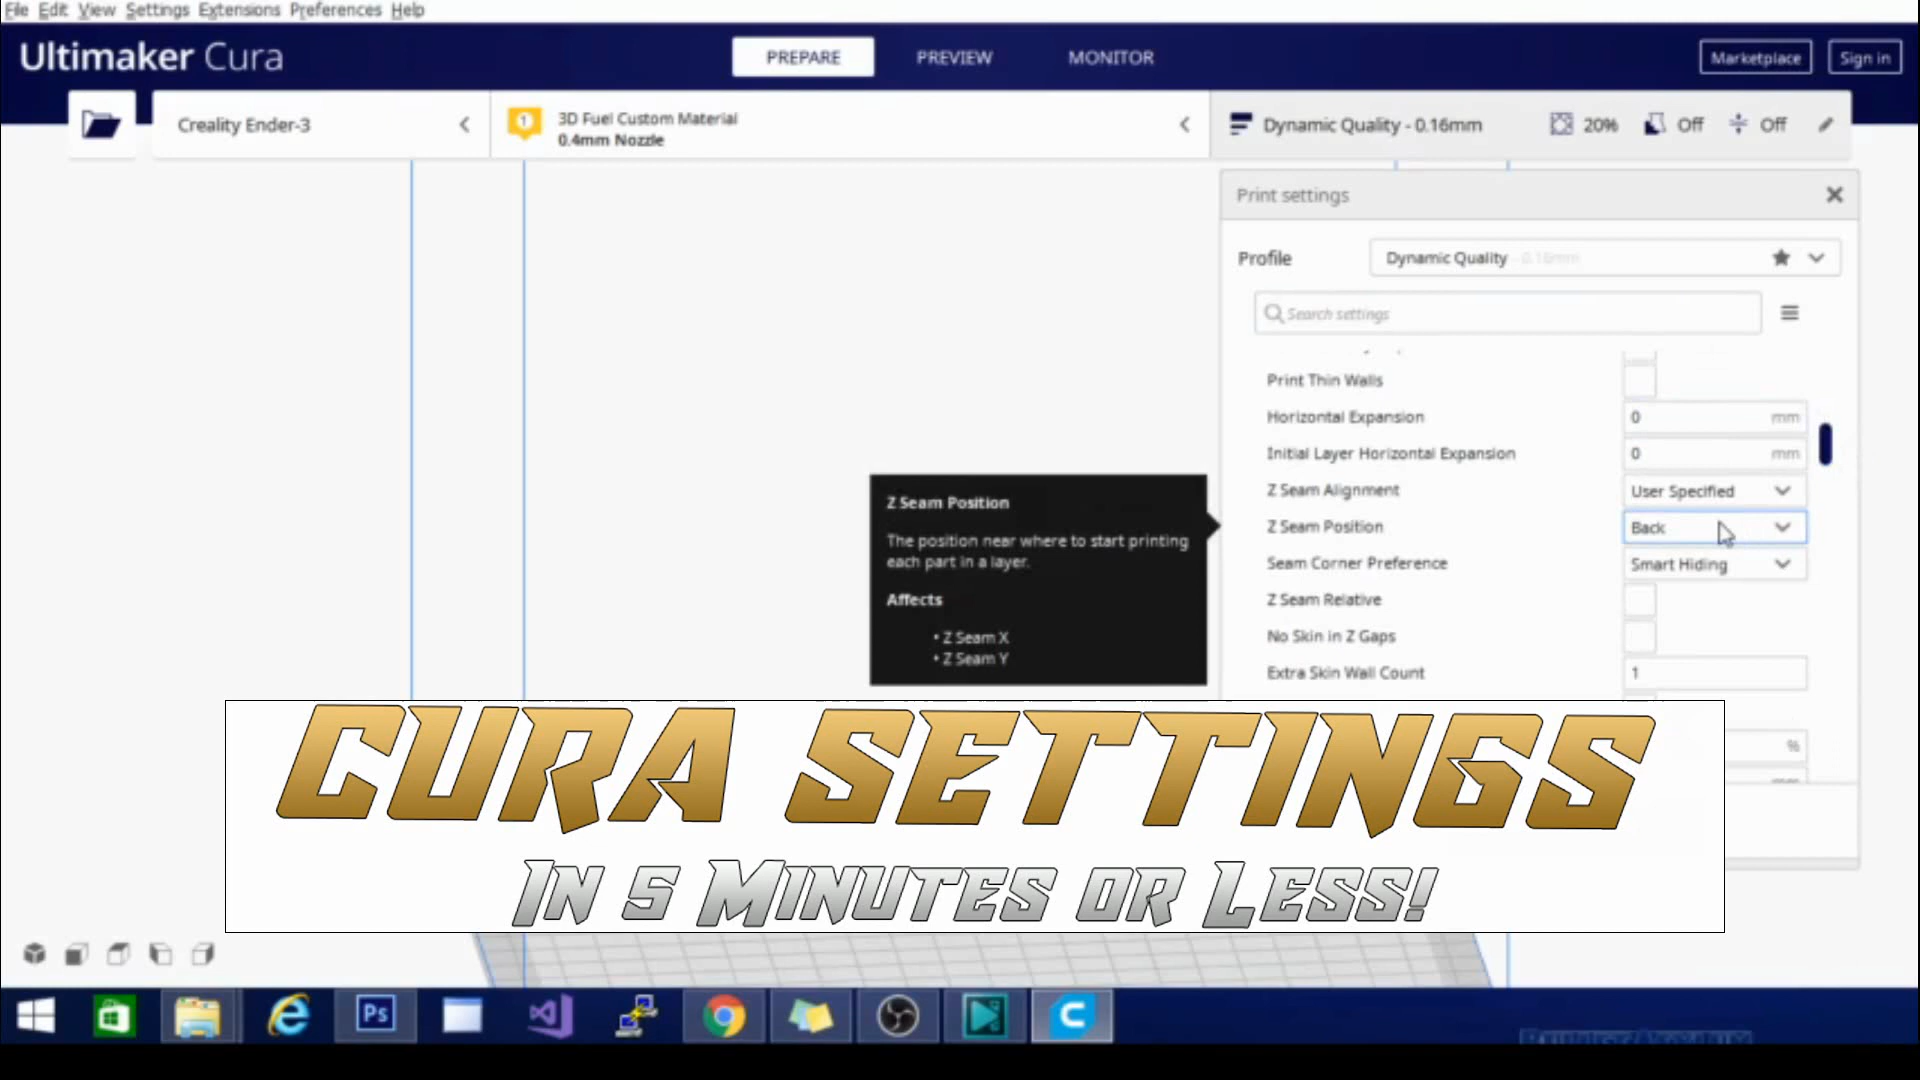 File Edit View Settings Extensions Preferences Help
Ultimaker Cura
PREPARE PREVIEW MONITOR
Marketplace Sign in
Creality Ender-3
1
3D Fuel Custom Material
0.4mm Nozzle
Dynamic Quality - 0.16mm 20% Off Off
Print settings
Profile Dynamic Quality - 0.16mm
Search settings
Print Thin Walls
Horizontal Expansion 0 mm
Initial Layer Horizontal Expansion 0 mm
Z Seam Alignment User Specified
Z Seam Position Back
Seam Corner Preference Smart Hiding
Z Seam Relative
No Skin in Z Gaps
Extra Skin Wall Count 1
%
Z Seam Position
The position near where to start printing
each part in a layer.
Affects
• Z Seam X
• Z Seam Y
CURA SETTINGS
IN 5 MINUTES OR LESS!
Ps